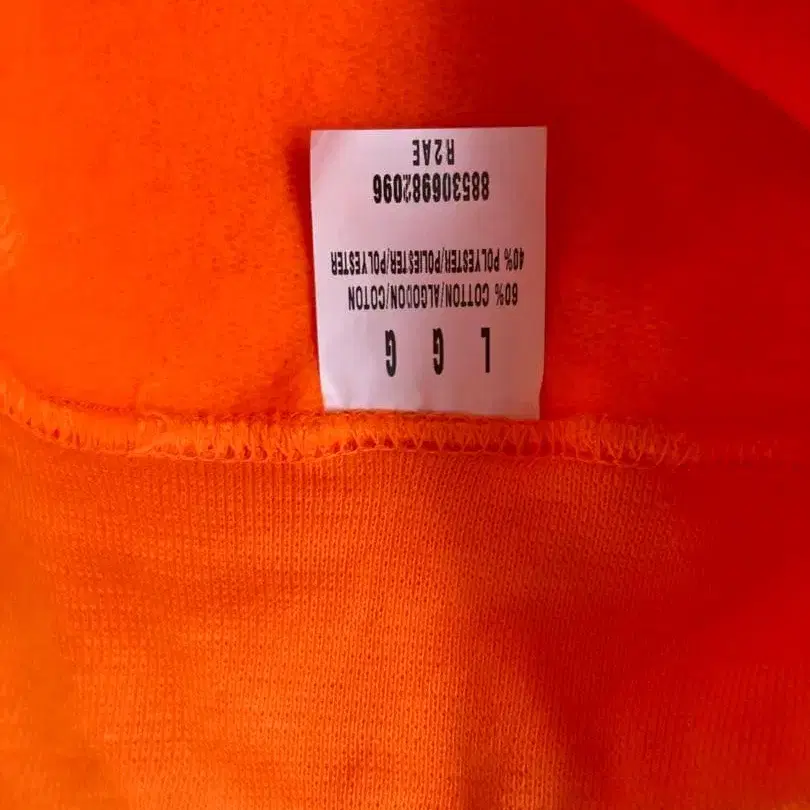 L G G
60% COTTON/ALGODON/COTON
40% POLYESTER/POLIESTER/POLYESTER
885306982096
R2AE